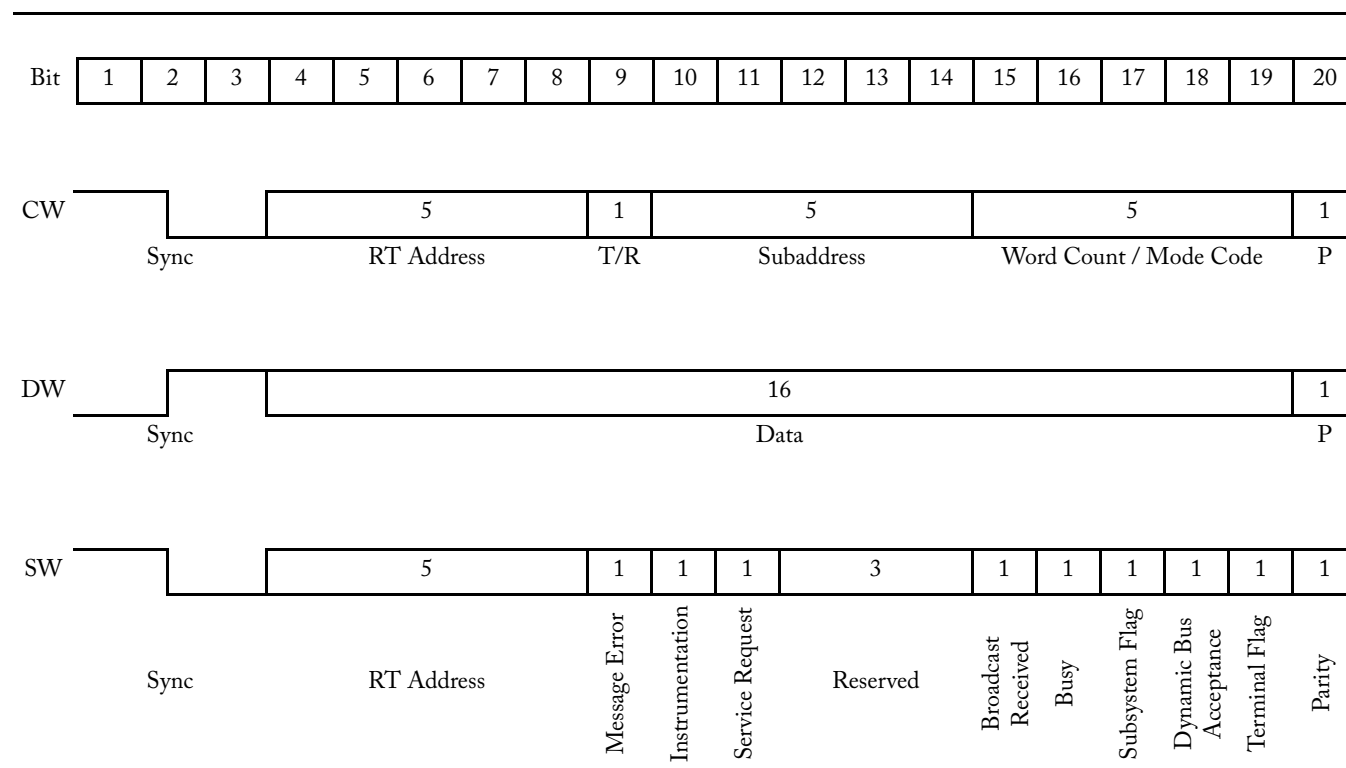 Bit 1 2 3 4 5 6 7 8 9 10 11 12 13 14 15 16 17 18 19 20
CW 5 1 5 5 1
Sync RT Address T/R Subaddress Word Count / Mode Code P
DW 16 1
Sync Data P
SW 5 1 1 1 3 1 1 1 1 1 1
Sync
RT Address
Message Error
Instrumentation
Service Request
Reserved
Broadcast
Received
Busy
Subsystem Flag
Dynamic Bus
Acceptance
Terminal Flag
Parity